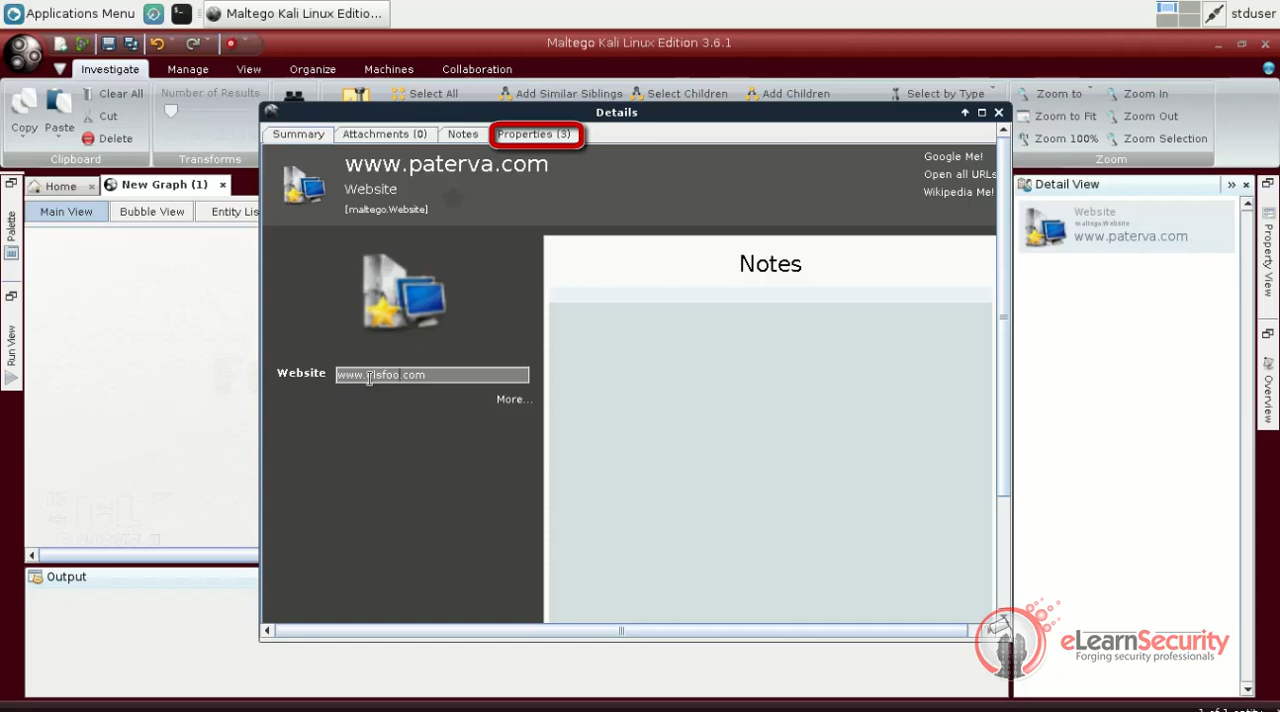 Applications Menu Maltego Kali Linux Editio... stduser
Maltego Kali Linux Edition 3.6.1
Investigate Manage View Organize Machines Collaboration
Clear All Number of Results Select All Add Similar Siblings Select Children Add Children Select by Type Zoom to Zoom In
Copy Paste Cut Zoom to Fit Zoom Out
Delete Zoom 100% Zoom Selection
Clipboard Transforms Zoom
Details
Summary Attachments (0) Notes Properties (3)
Home New Graph (1)
Main View Bubble View Entity Lis
Palette
Run View
www.paterva.com
Website
[maltego.Website]
Google Me!
Open all URLs
Wikipedia Me!
Notes
Website
More...
Detail View
Website
maltego.Website
www.paterva.com
Property View
Overview
Output
eLearnSecurity
Forging security professionals